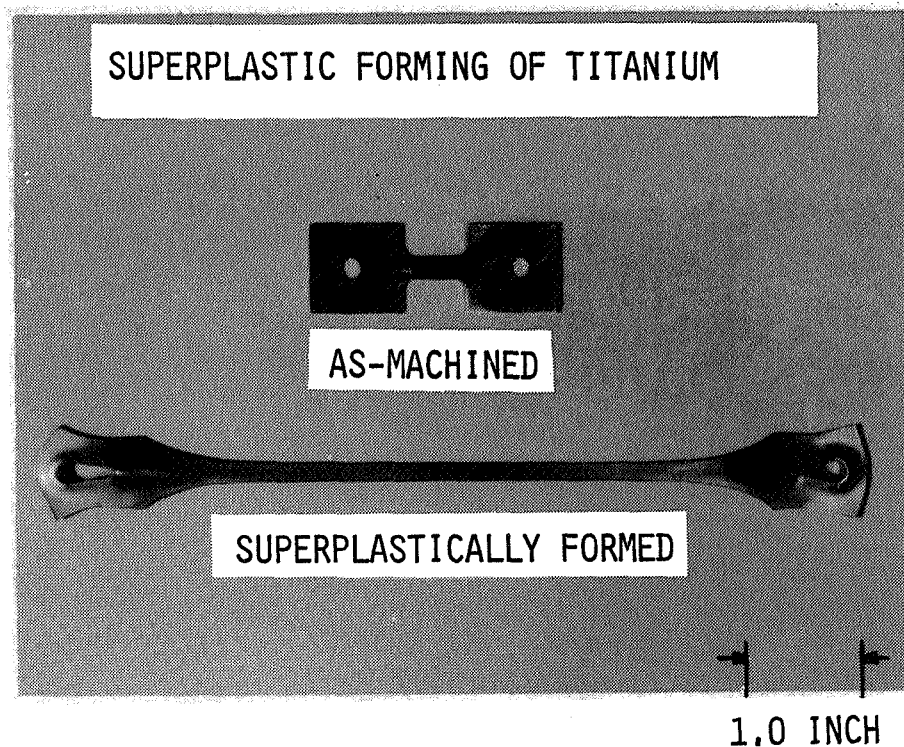 SUPERPLASTIC FORMING OF TITANIUM
AS-MACHINED
SUPERPLASTICALLY FORMED
1.0 INCH